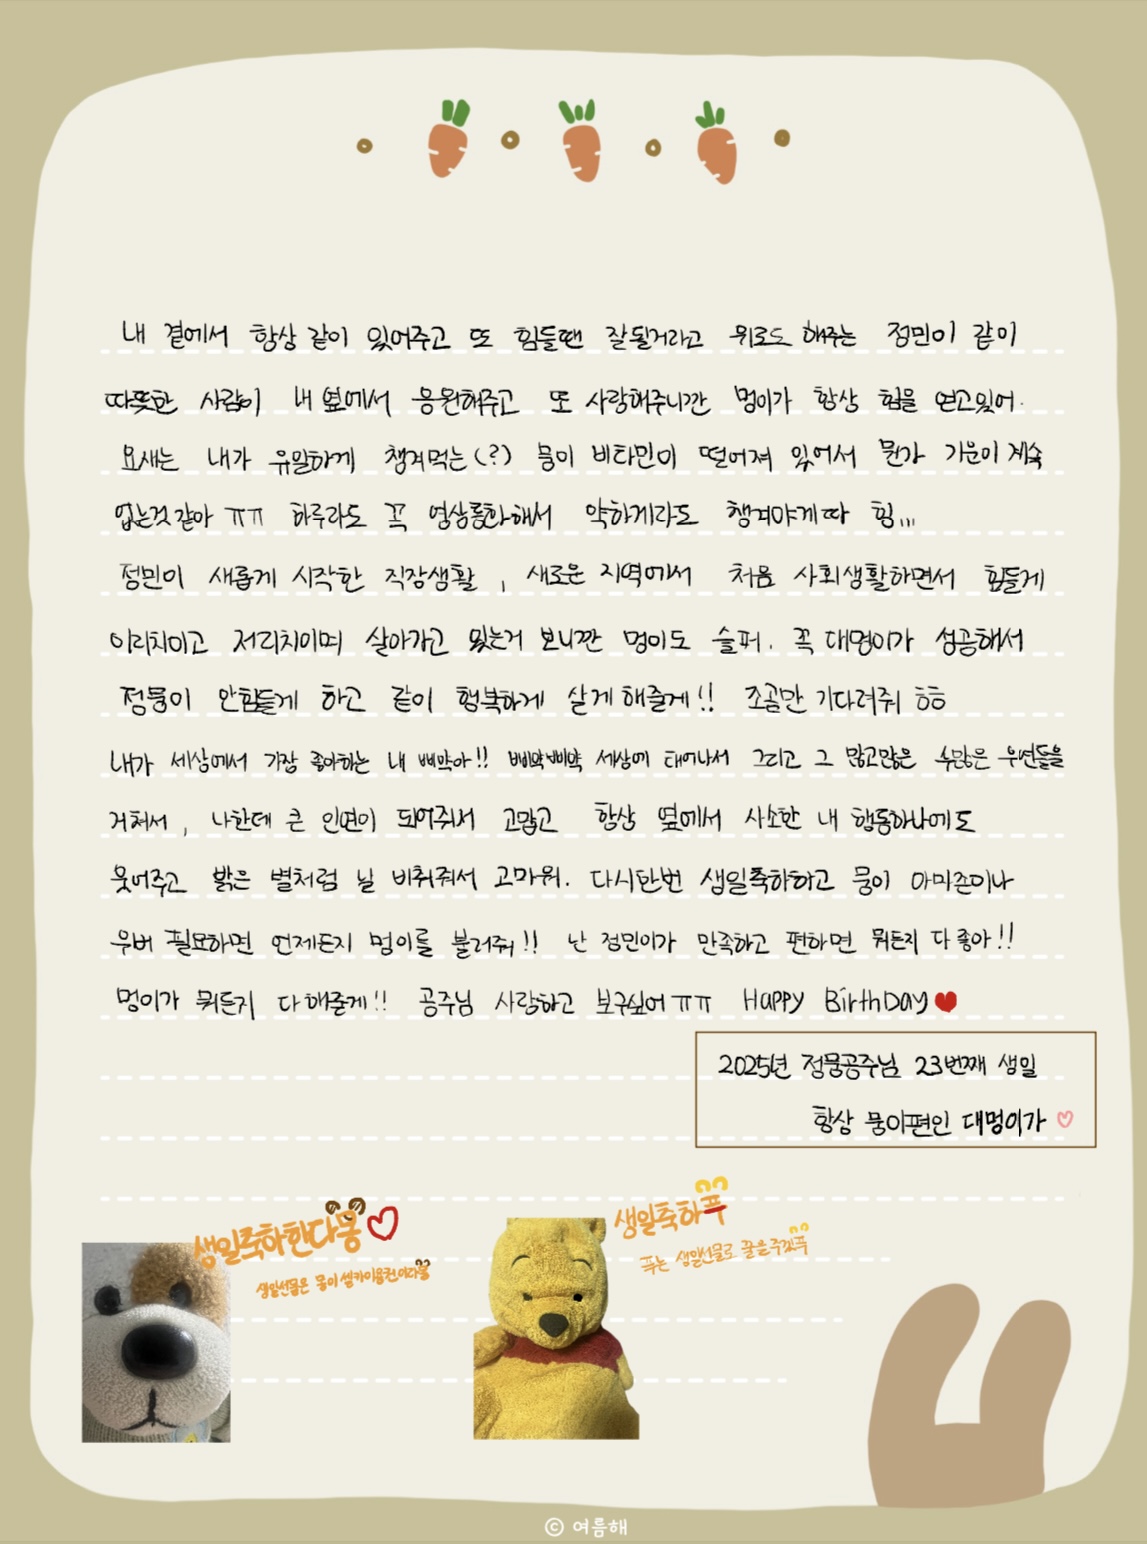 내 곁에서 항상 같이 있어주고 또 힘들땐 잘될거라고 위로도 해주는 정민이 같이
따뜻한 사람이 내 옆에서 응원해주고 또 사랑해주니깐 멍이가 항상 힘을 얻고있어.
요새는 내가 유일하게 챙겨먹는(?) 뭉이 비타민이 떨어져 있어서 뭔가 기운이 계속
없는것 같아 ㅠㅠ 하루라도 꼭 영상통화해서 약하게라도 챙겨야게따 힝,,,
정민이 새롭게 시작한 직장생활, 새로운 지역에서 처음 사회생활하면서 힘들게
이리치이고 저리치이며 살아가고 있는거 보니깐 멍이도 슬퍼. 꼭 대멍이가 성공해서
정뭉이 안힘들게 하고 같이 행복하게 살게 해줄게!! 조골만 기다려줘 ㅎㅎ
내가 세상에서 가장 좋아하는 내 삐약아!! 삐약삐약 세상에 태어나서 그리고 그 많고많은 수많은 우연들을
거쳐서, 나한데 큰 인연이 되어줘서 고맙고 항상 옆에서 사소한 내 행동하나에도
웃어주고 밝은 별처럼 날 비춰줘서 고마워. 다시한번 생일축하하고 뭉이 아마존이나
우버 필요하면 언제든지 멍이를 불러줘!! 난 정민이가 만족하고 편하면 뭐든지 다 좋아!!
멍이가 뭐든지 다해줄게!! 공주님 사랑하고 보구싶어 ㅠㅠ Happy BirthDay
2025년 정뭉공주님 23번째 생일
항상 뭉이편인 대멍이가
생일축하한다뭉
생일선물은 뭉이 셀카이용권이라뭉
생일축하푸
푸는 생일선물로 꿀을 주겠푸
© 여름해